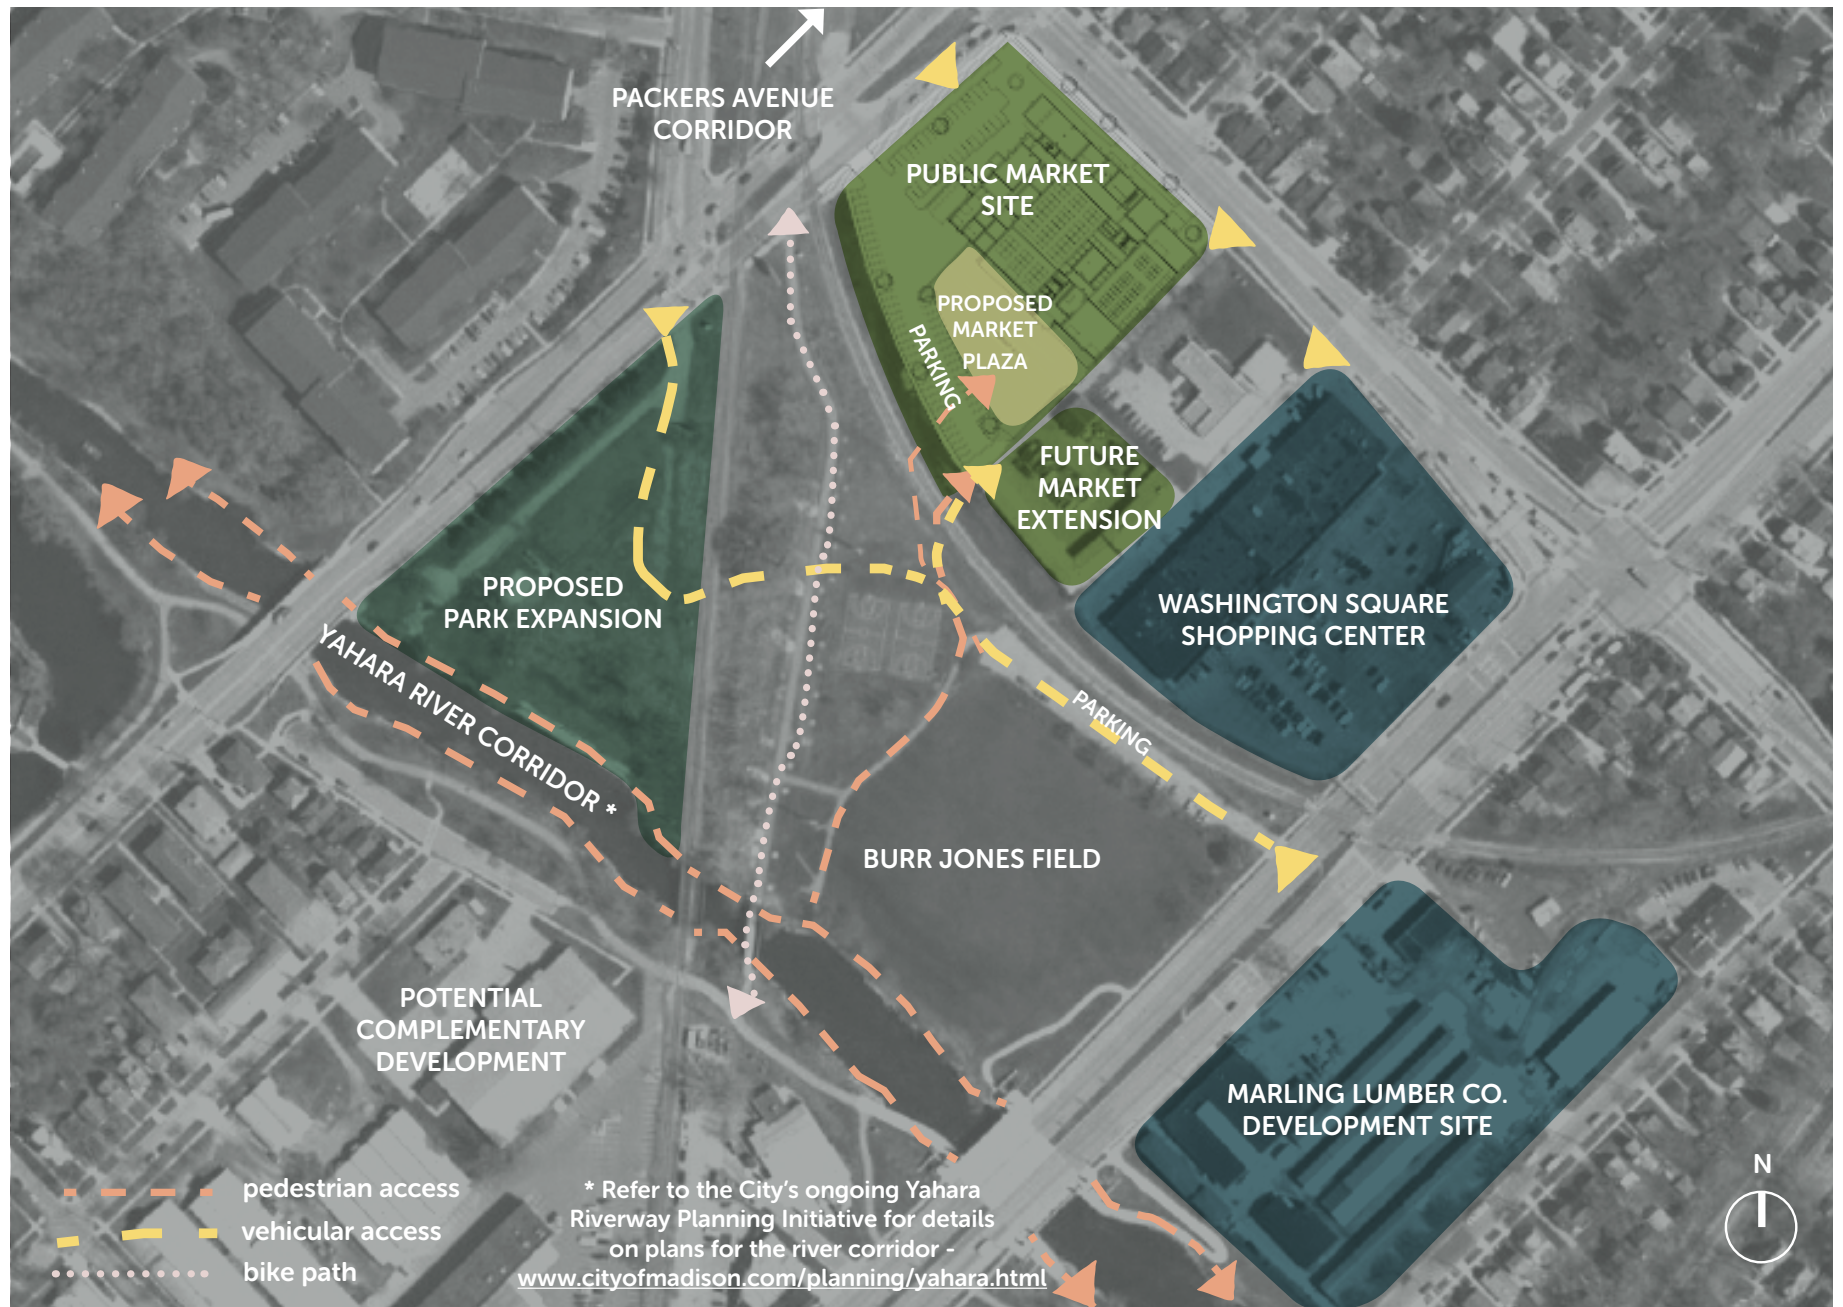 PACKERS AVENUE
CORRIDOR
PUBLIC MARKET
SITE
PROPOSED
MARKET
PLAZA
PARKING
FUTURE
MARKET
EXTENSION
PROPOSED
PARK EXPANSION
WASHINGTON SQUARE
SHOPPING CENTER
YAHARA RIVER CORRIDOR *
PARKING
BURR JONES FIELD
POTENTIAL
COMPLEMENTARY
DEVELOPMENT
MARLING LUMBER CO.
DEVELOPMENT SITE
N
pedestrian access
vehicular access
bike path
* Refer to the City's ongoing Yahara
Riverway Planning Initiative for details
on plans for the river corridor -
www.cityofmadison.com/planning/yahara.html